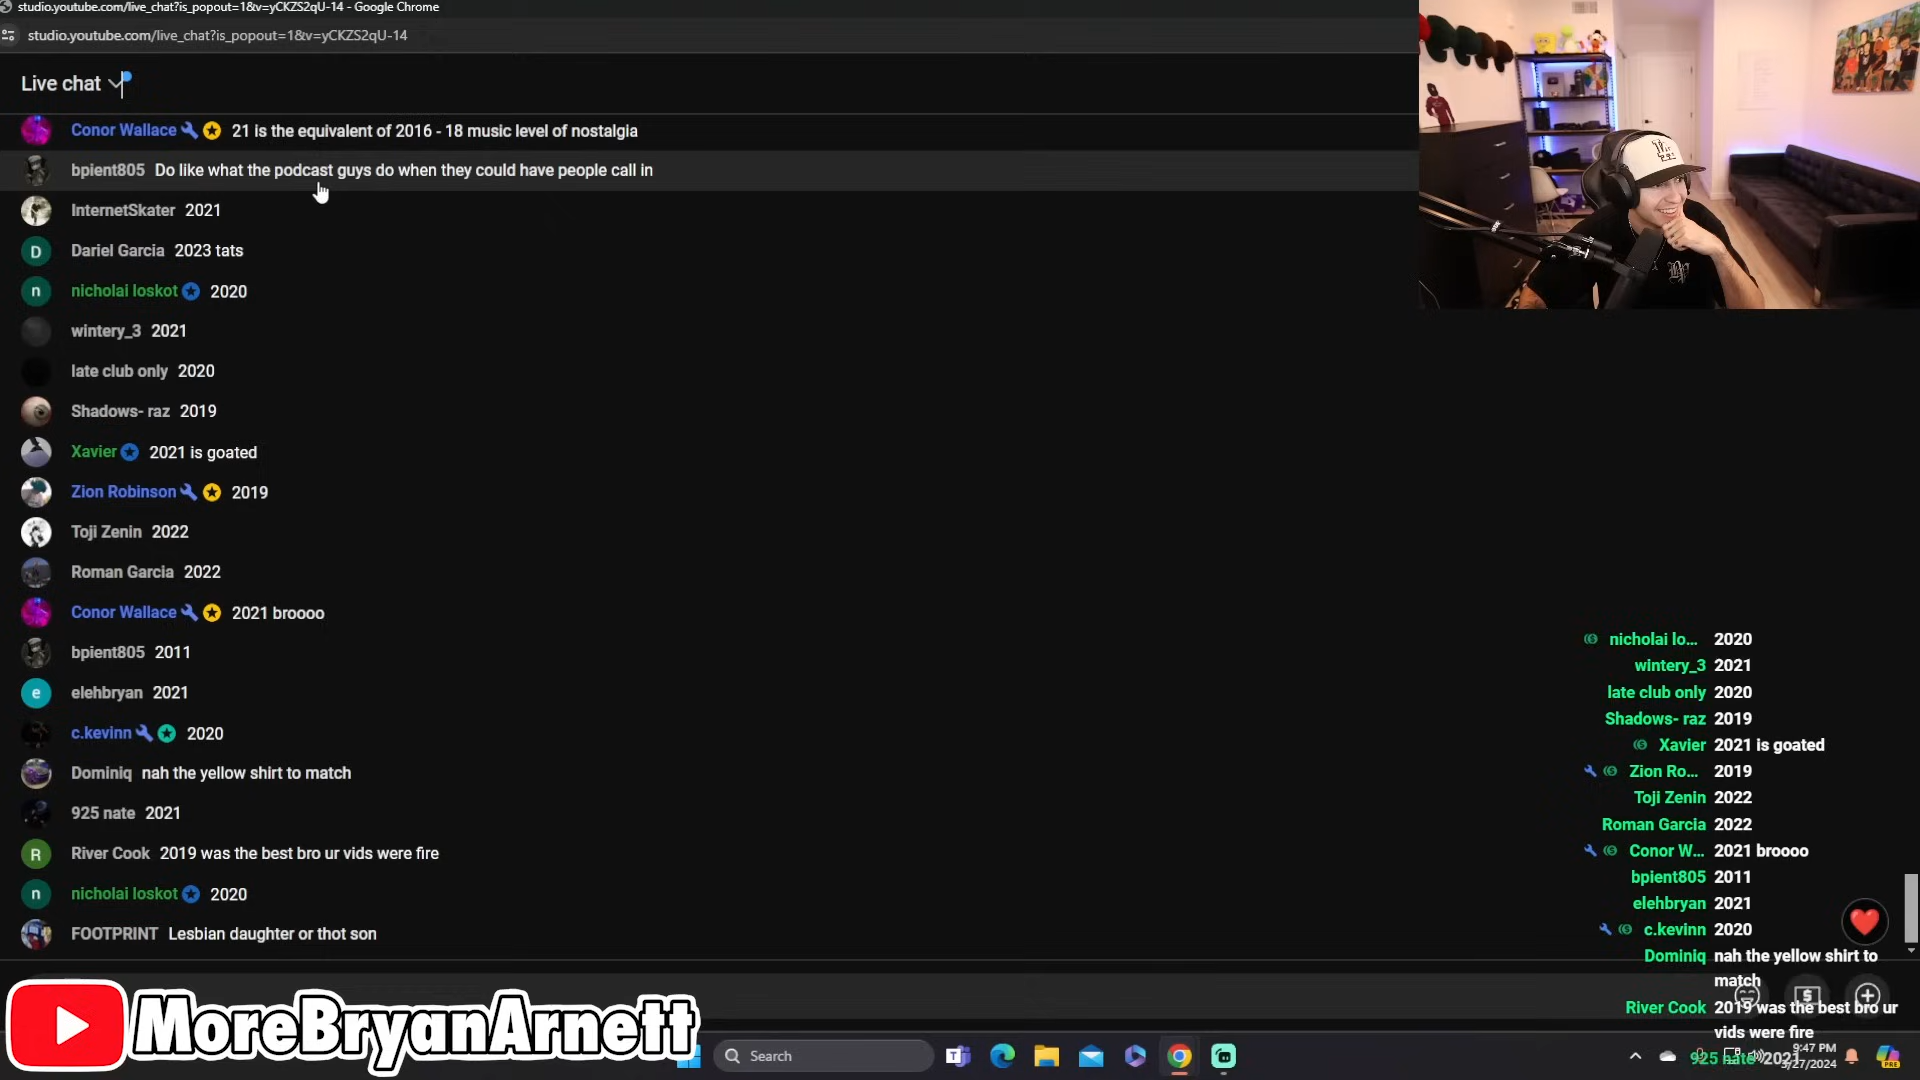 studio.youtube.com/live_chat?is_popout=1&v=yCKZS2qU-14 - Google Chrome
studio.youtube.com/live_chat?is_popout=1&v=yCKZS2qU-14
Live chat
Conor Wallace 21 is the equivalent of 2016 - 18 music level of nostalgia
bpient805 Do like what the podcast guys do when they could have people call in
InternetSkater 2021
D Dariel Garcia 2023 tats
n nicholai loskot 2020
wintery_3 2021
late club only 2020
Shadows- raz 2019
Xavier 2021 is goated
Zion Robinson 2019
Toji Zenin 2022
Roman Garcia 2022
Conor Wallace 2021 broooo
bpient805 2011
e elehbryan 2021
c.kevinn 2020
Dominiq nah the yellow shirt to match
925 nate 2021
R River Cook 2019 was the best bro ur vids were fire
n nicholai loskot 2020
FOOTPRINT Lesbian daughter or thot son
nicholai lo... 2020
wintery_3 2021
late club only 2020
Shadows- raz 2019
Xavier 2021 is goated
Zion Ro... 2019
Toji Zenin 2022
Roman Garcia 2022
Conor W... 2021 broooo
bpient805 2011
elehbryan 2021
c.kevinn 2020
Dominiq nah the yellow shirt to
match
River Cook 2019 was the best bro ur
vids were fire
925 nate 2021
MoreBryanArnett
Search
9:47 PM
3/27/2024